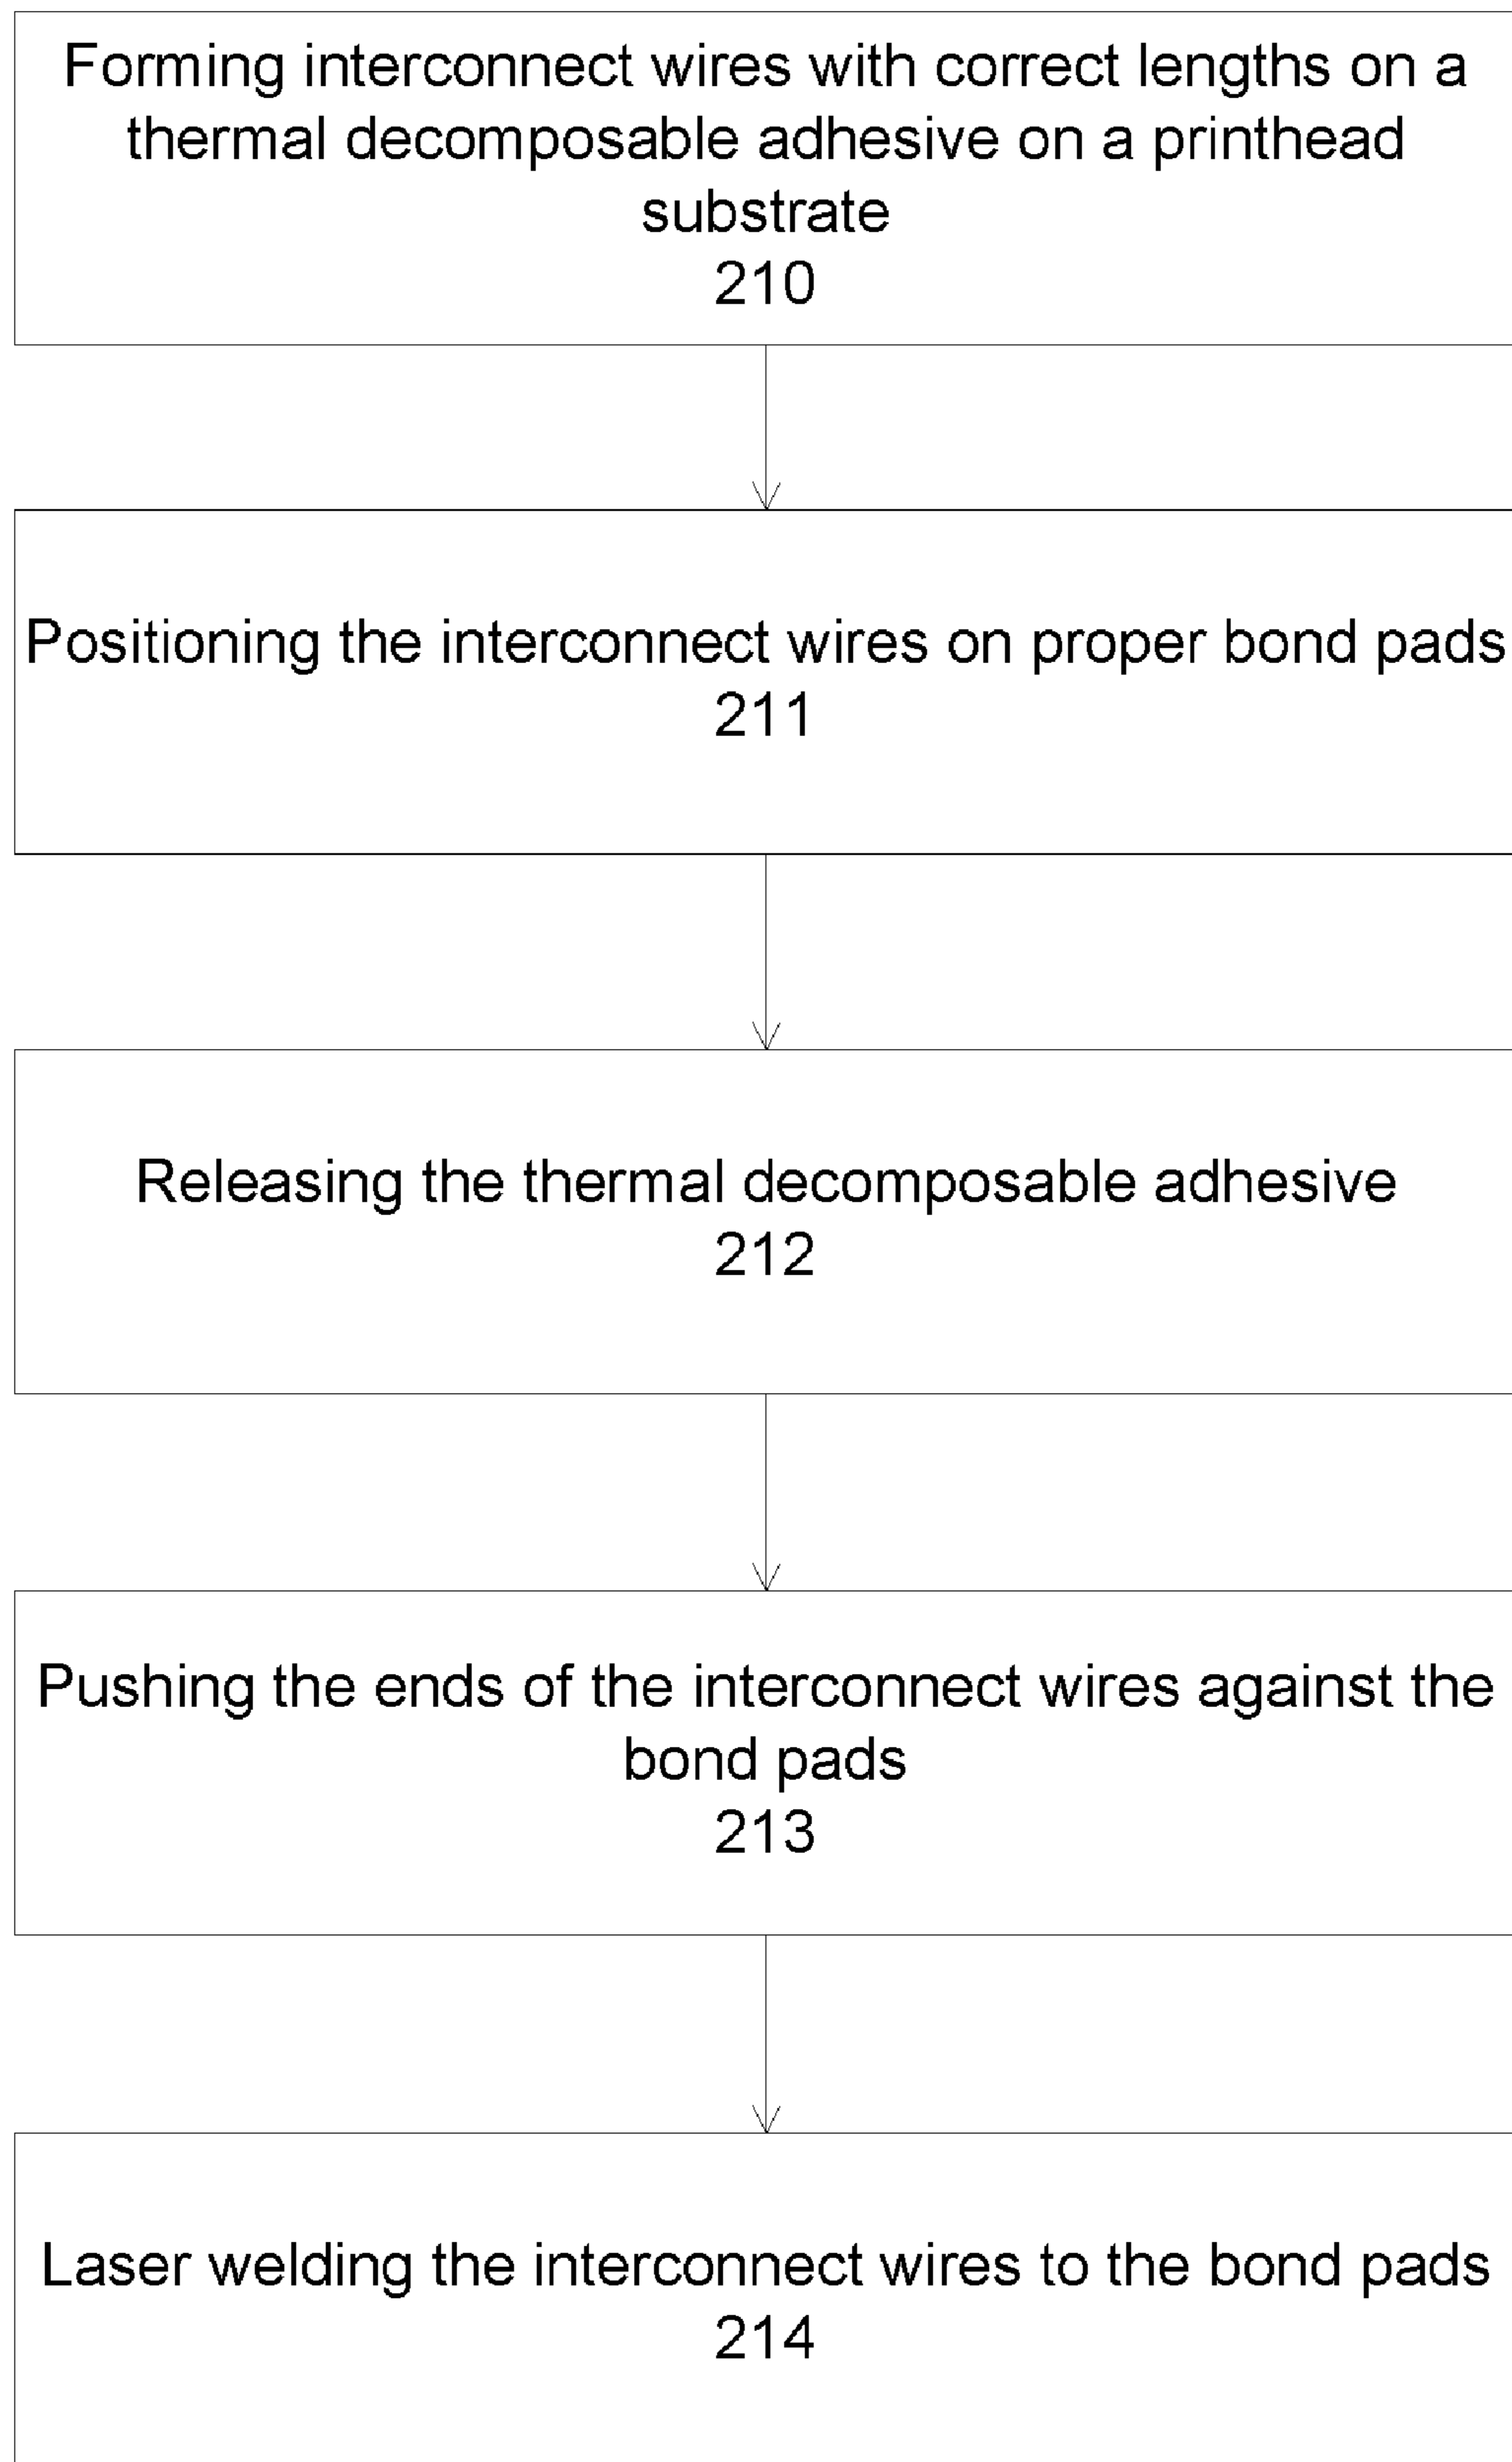 Forming interconnect wires with correct lengths on a
thermal decomposable adhesive on a printhead
substrate
210
Positioning the interconnect wires on proper bond pads
211
Releasing the thermal decomposable adhesive
212
Pushing the ends of the interconnect wires against the
bond pads
213
Laser welding the interconnect wires to the bond pads
214